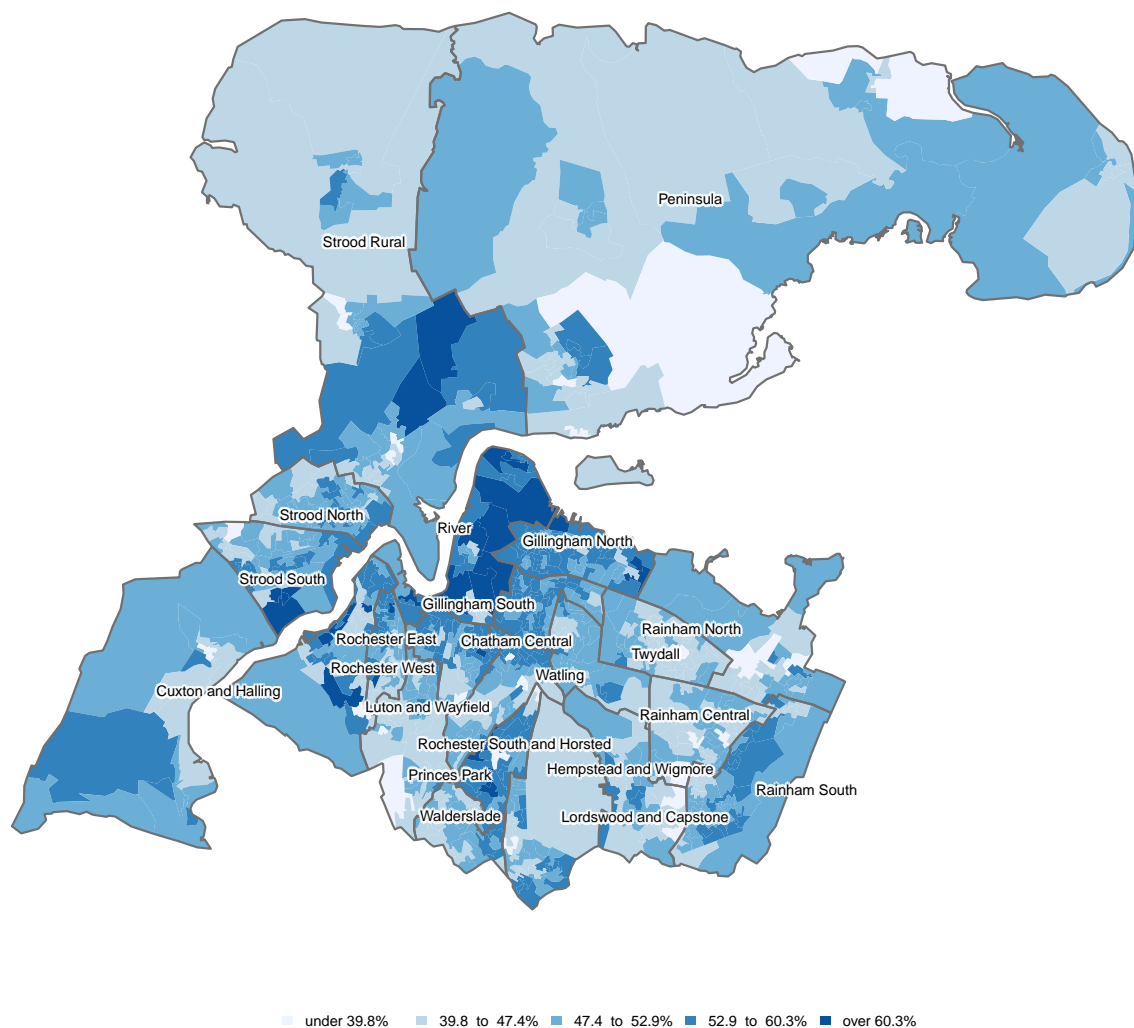 Peninsula
Strood Rural
Strood North
River
Gillingham North
Strood South
Gillingham South
Rainham North
Rochester East
Chatham Central
Twydall
Rochester West
Watling
Cuxton and Halling
Luton and Wayfield
Rainham Central
Rochester South and Horsted
Hempstead and Wigmore
Princes Park
Rainham South
Walderslade
Lordswood and Capstone
under 39.8% 39.8 to 47.4% 47.4 to 52.9% 52.9 to 60.3% over 60.3%